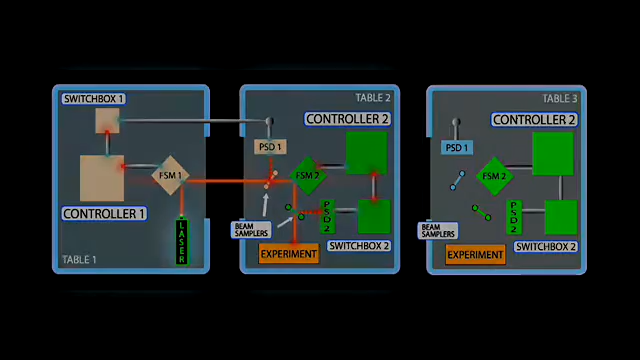 SWITCHBOX 1
FSM 1
CONTROLLER 1
LASER
TABLE 1
TABLE 2
CONTROLLER 2
PSD 1
FSM 2
BEAM
SAMPLERS
PSD 2
SWITCHBOX 2
EXPERIMENT
TABLE 3
CONTROLLER 2
PSD 1
FSM 2
PSD 2
BEAM
SAMPLERS
SWITCHBOX 2
EXPERIMENT